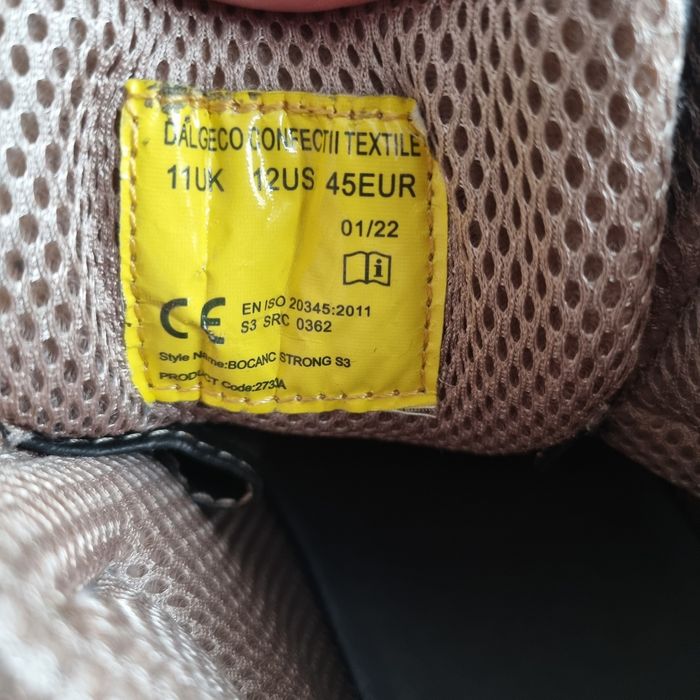 DALGECO CONFECTII TEXTILE
11UK 12US 45EUR
01/22
CE EN ISO 20345:2011
S3 SRC 0362
Style Name:BOCANC STRONG S3
PRODUCT Code:2733A